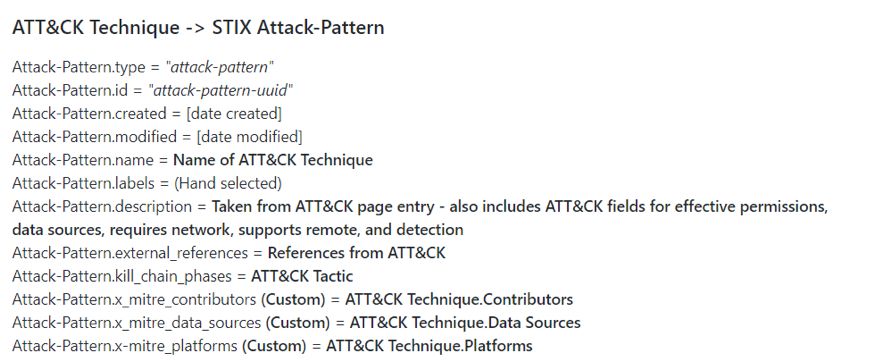 ATT&CK Technique -> STIX Attack-Pattern
Attack-Pattern.type = "attack-pattern"
Attack-Pattern.id = "attack-pattern-uuid"
Attack-Pattern.created = [date created]
Attack-Pattern.modified = [date modified]
Attack-Pattern.name = Name of ATT&CK Technique
Attack-Pattern.labels = (Hand selected)
Attack-Pattern.description = Taken from ATT&CK page entry - also includes ATT&CK fields for effective permissions,
data sources, requires network, supports remote, and detection
Attack-Pattern.external_references = References from ATT&CK
Attack-Pattern.kill_chain_phases = ATT&CK Tactic
Attack-Pattern.x_mitre_contributors (Custom) = ATT&CK Technique.Contributors
Attack-Pattern.x_mitre_data_sources (Custom) = ATT&CK Technique.Data Sources
Attack-Pattern.x-mitre_platforms (Custom) = ATT&CK Technique.Platforms